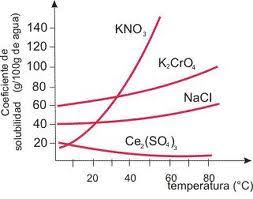 Coeficiente de
solubilidad (g/100g de agua)
140
120
100
80
60
40
20
KNO₃
K₂CrO₄
NaCl
Ce₂(SO₄)₃
20 40 60 80
temperatura (°C)